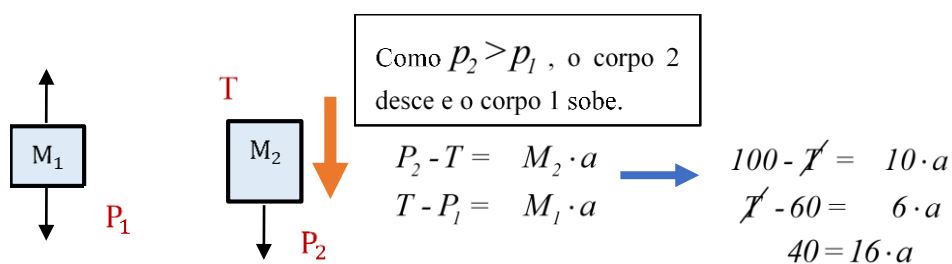 M₁
P₁
T
M₂
P₂
Como p₂ > p₁ , o corpo 2
desce e o corpo 1 sobe.
P₂ - T = M₂ · a
T - P₁ = M₁ · a
100 - T = 10 · a
T - 60 = 6 · a
40 = 16 · a